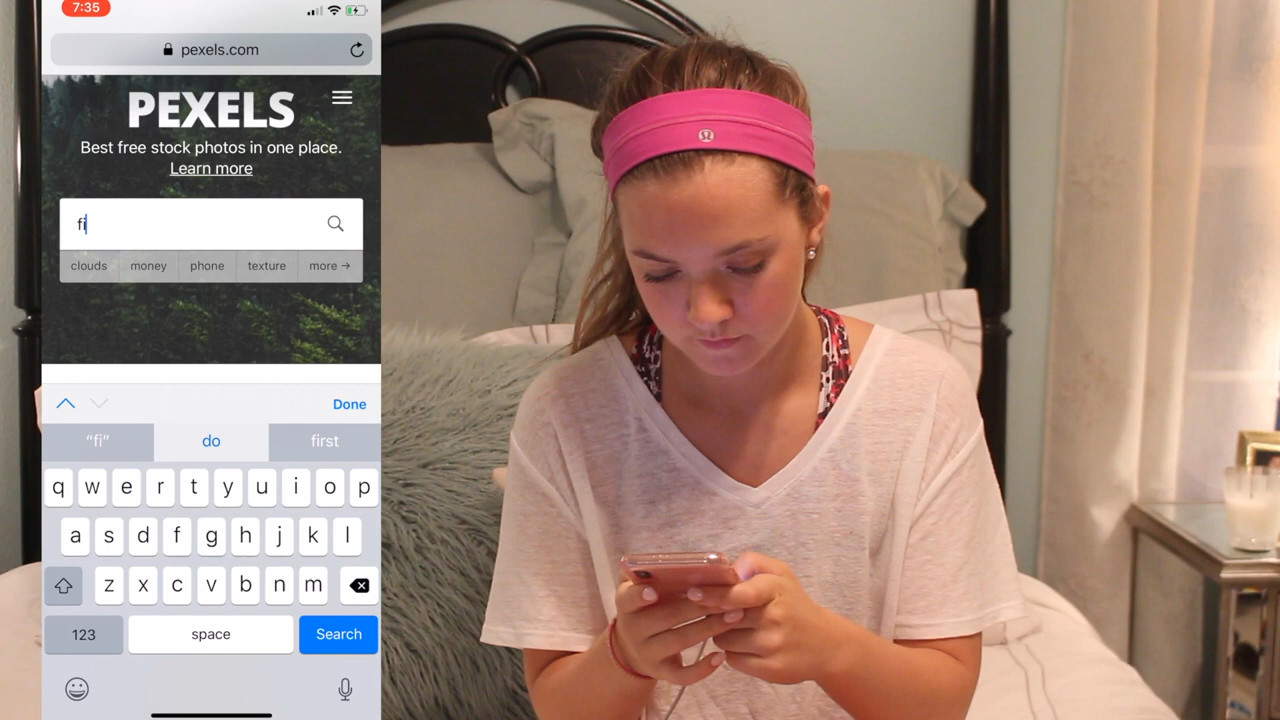 7:35
pexels.com
PEXELS
Best free stock photos in one place.
Learn more
fi
clouds money phone texture more →
Done
“fi” do first
q w e r t y u i o p
a s d f g h j k l
z x c v b n m
123 space Search